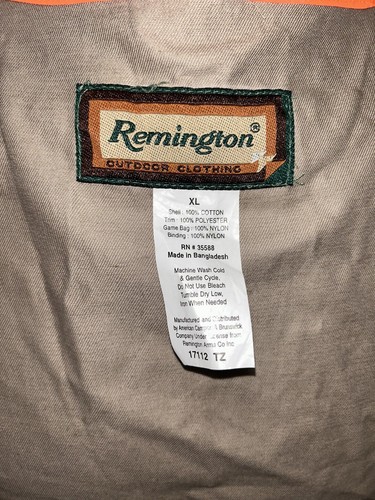 Remington®
OUTDOOR CLOTHING
XL
Shell : 100% COTTON
Trim : 100% POLYESTER
Game Bag : 100% NYLON
Binding : 100% NYLON
RN # 35588
Made in Bangladesh
Machine Wash Cold
& Gentle Cycle,
Do Not Use Bleach
Tumble Dry Low,
Iron When Needed
Manufactured and Distributed
by American Brunswick
Company Under License from
Remington Arms Co Inc
17112 TZ